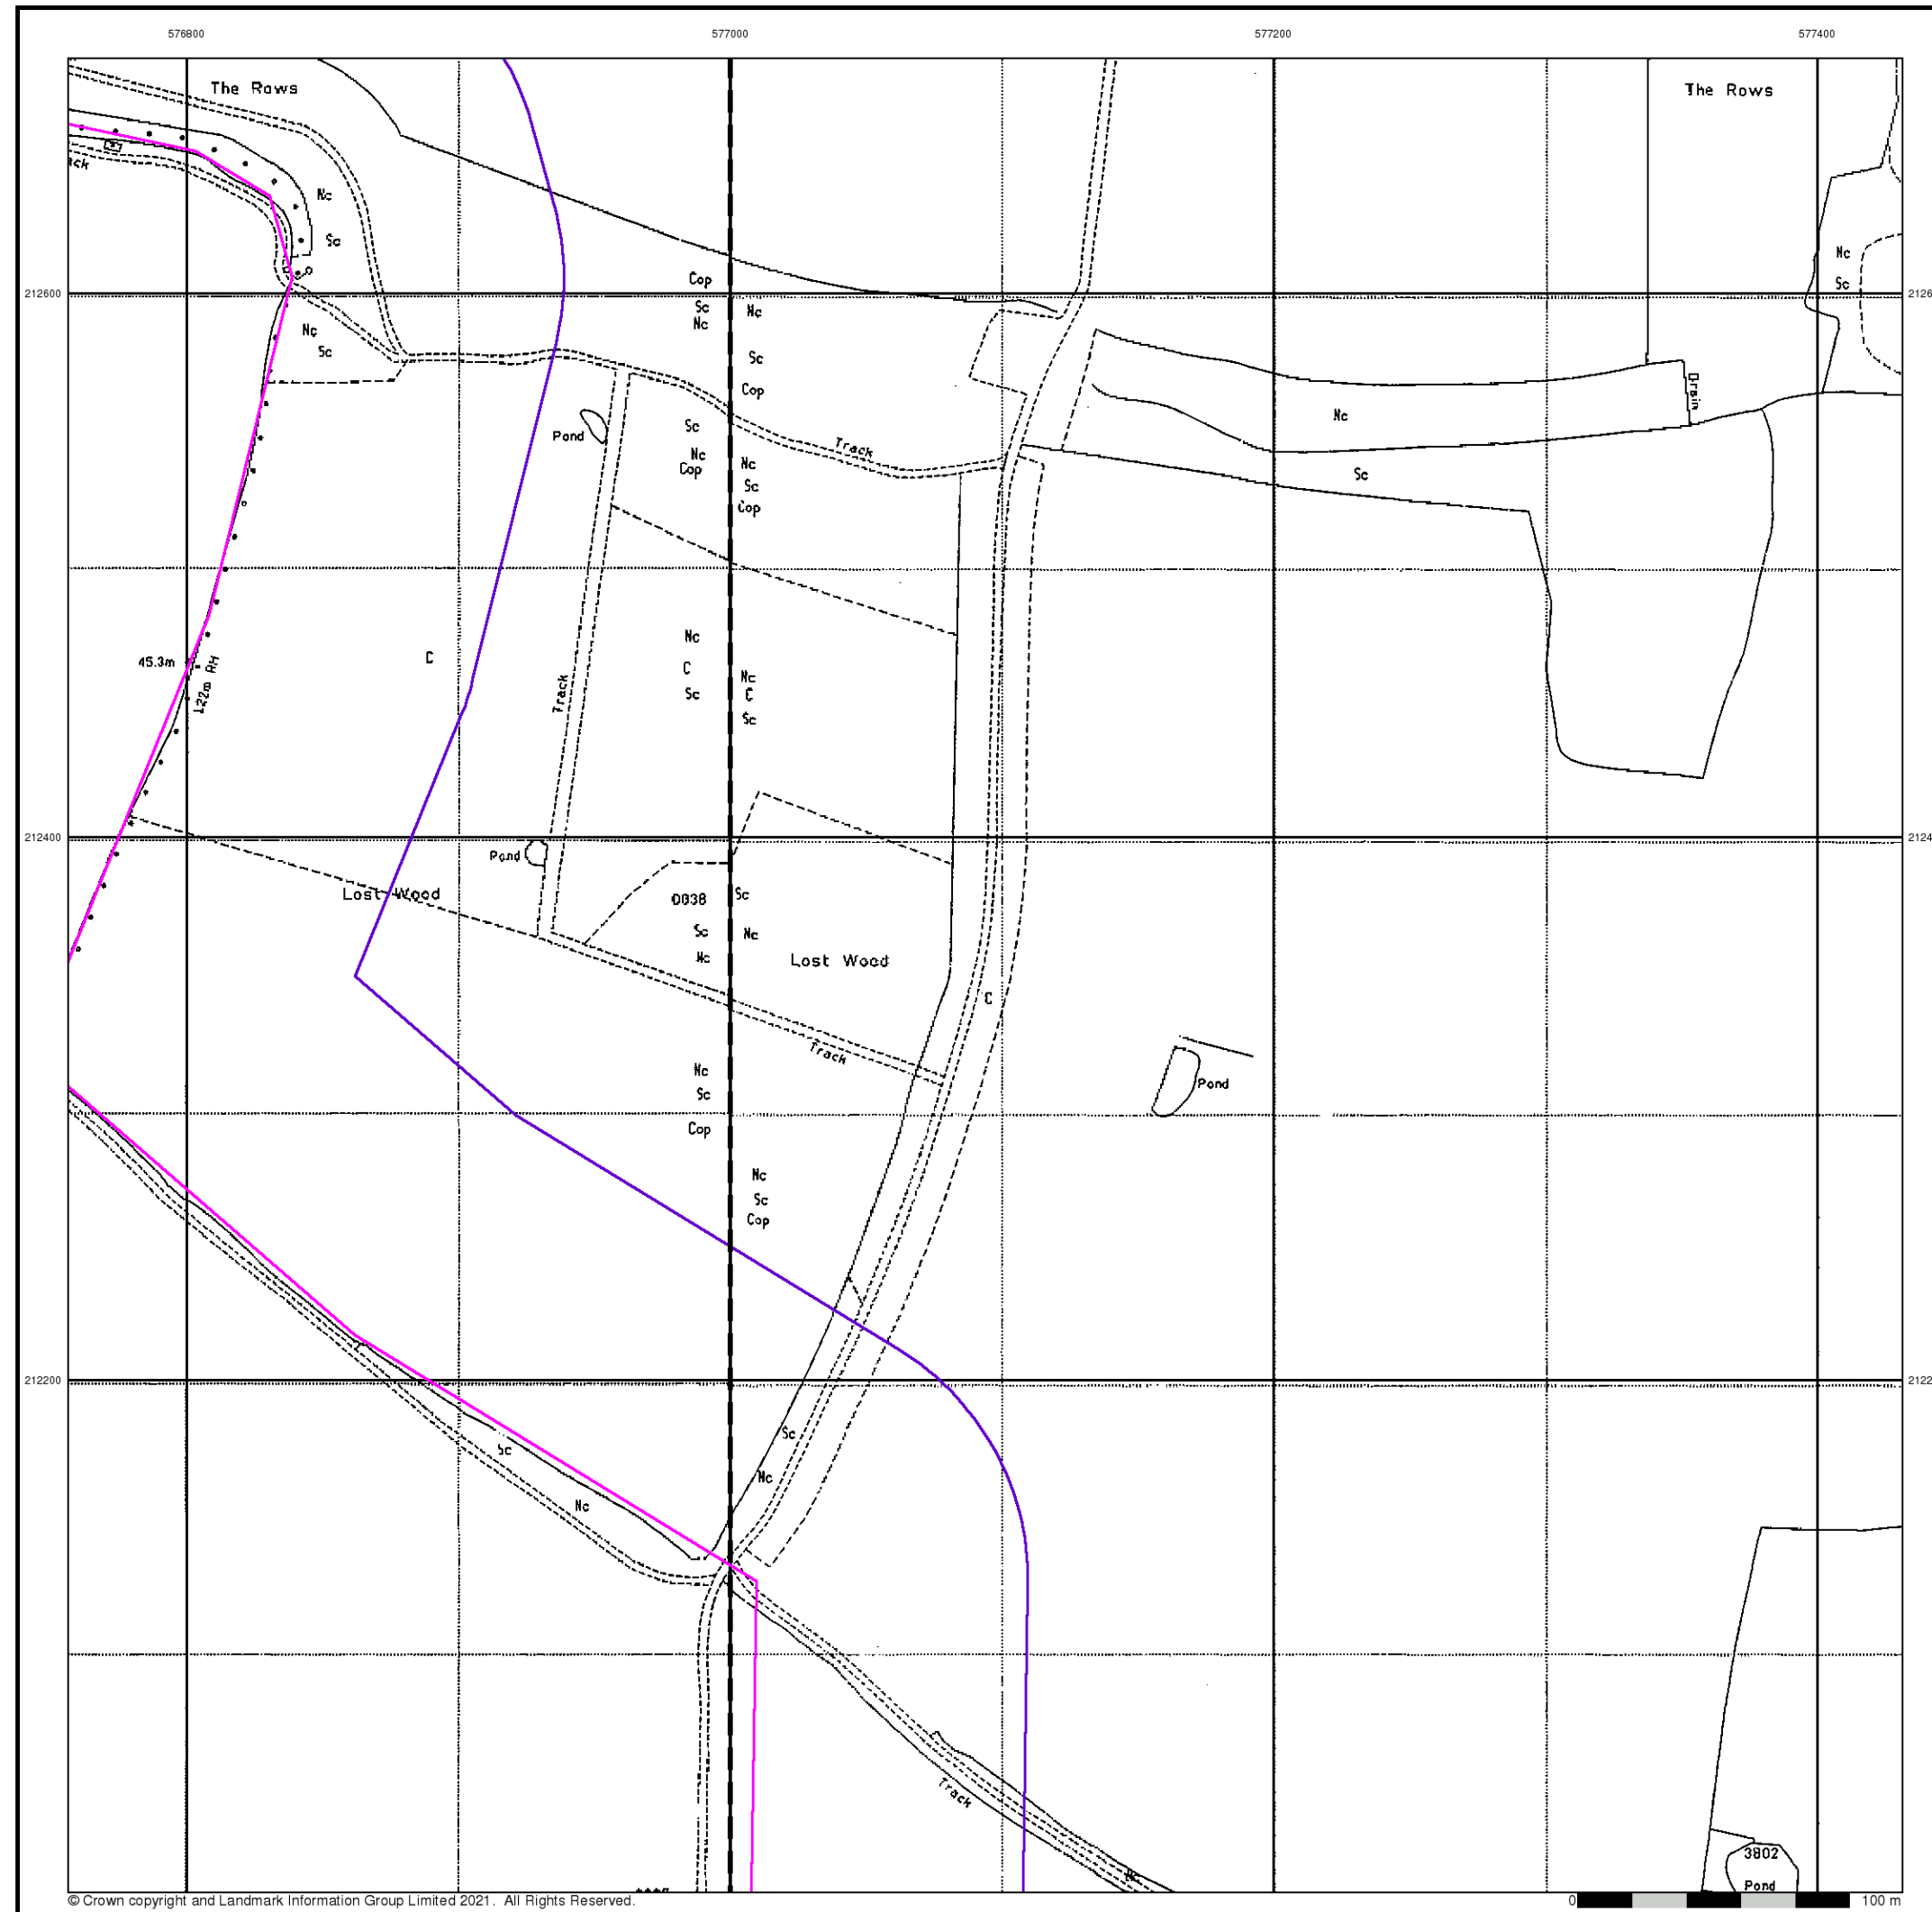 576800 577000 577200 577400
The Rows The Rows
Nc
Sc
Nc
Sc
212600
Cop
Sc Nc
Nc
Nc
Sc
Nc
Sc
Sc
Cop
Drain
Nc
Pond
Sc
Track
Nc Nc
Cop Sc
Cop
Sc
45.3m
1.22m RH
C
Track
Nc
C
Sc
Nc
C
Sc
212400
Pond
Lost Wood
0038
Sc
Sc
Nc
Nc
Lost Wood
C
Track
Nc
Sc
Cop
Pond
Nc
Sc
Cop
212200
Sc
Nc
Sc
Nc
Track
3802
Pond
© Crown copyright and Landmark Information Group Limited 2021. All Rights Reserved.
0 100 m